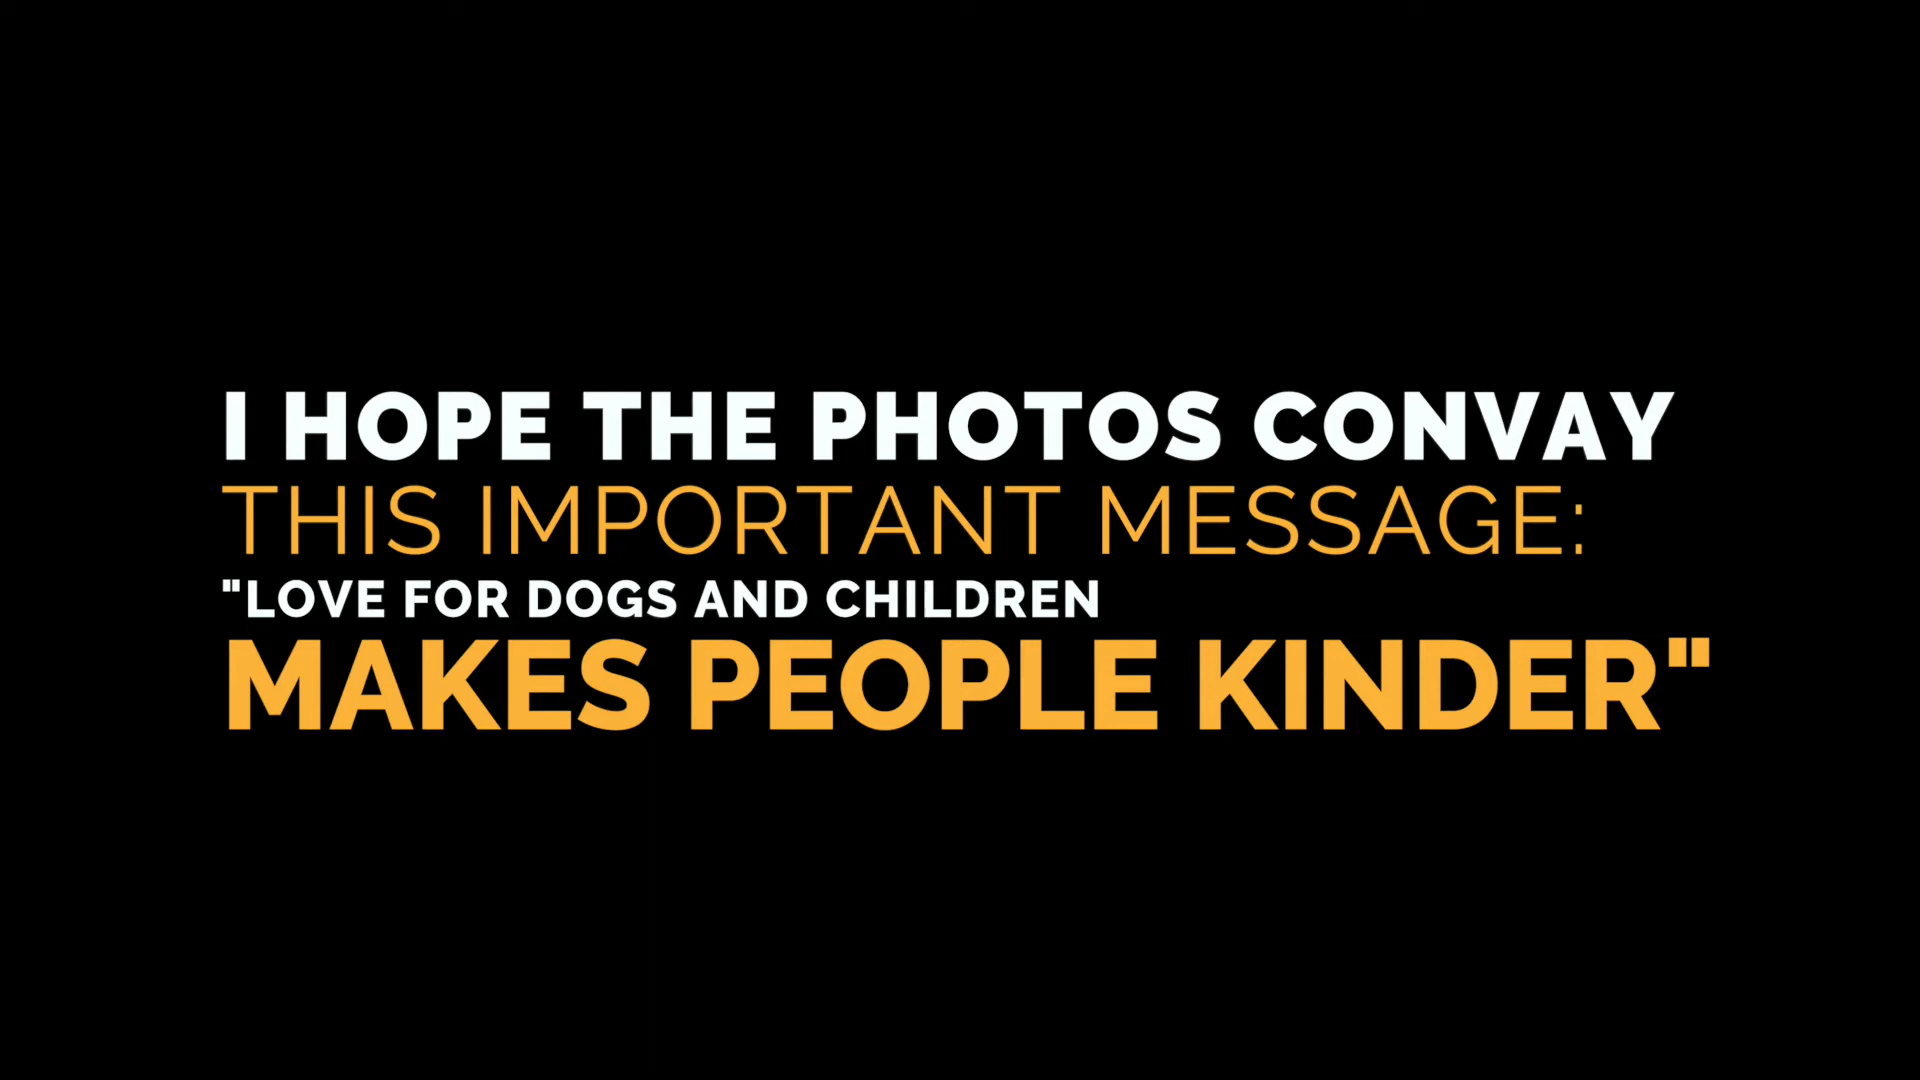 I HOPE THE PHOTOS CONVAY
THIS IMPORTANT MESSAGE:
"LOVE FOR DOGS AND CHILDREN
MAKES PEOPLE KINDER"